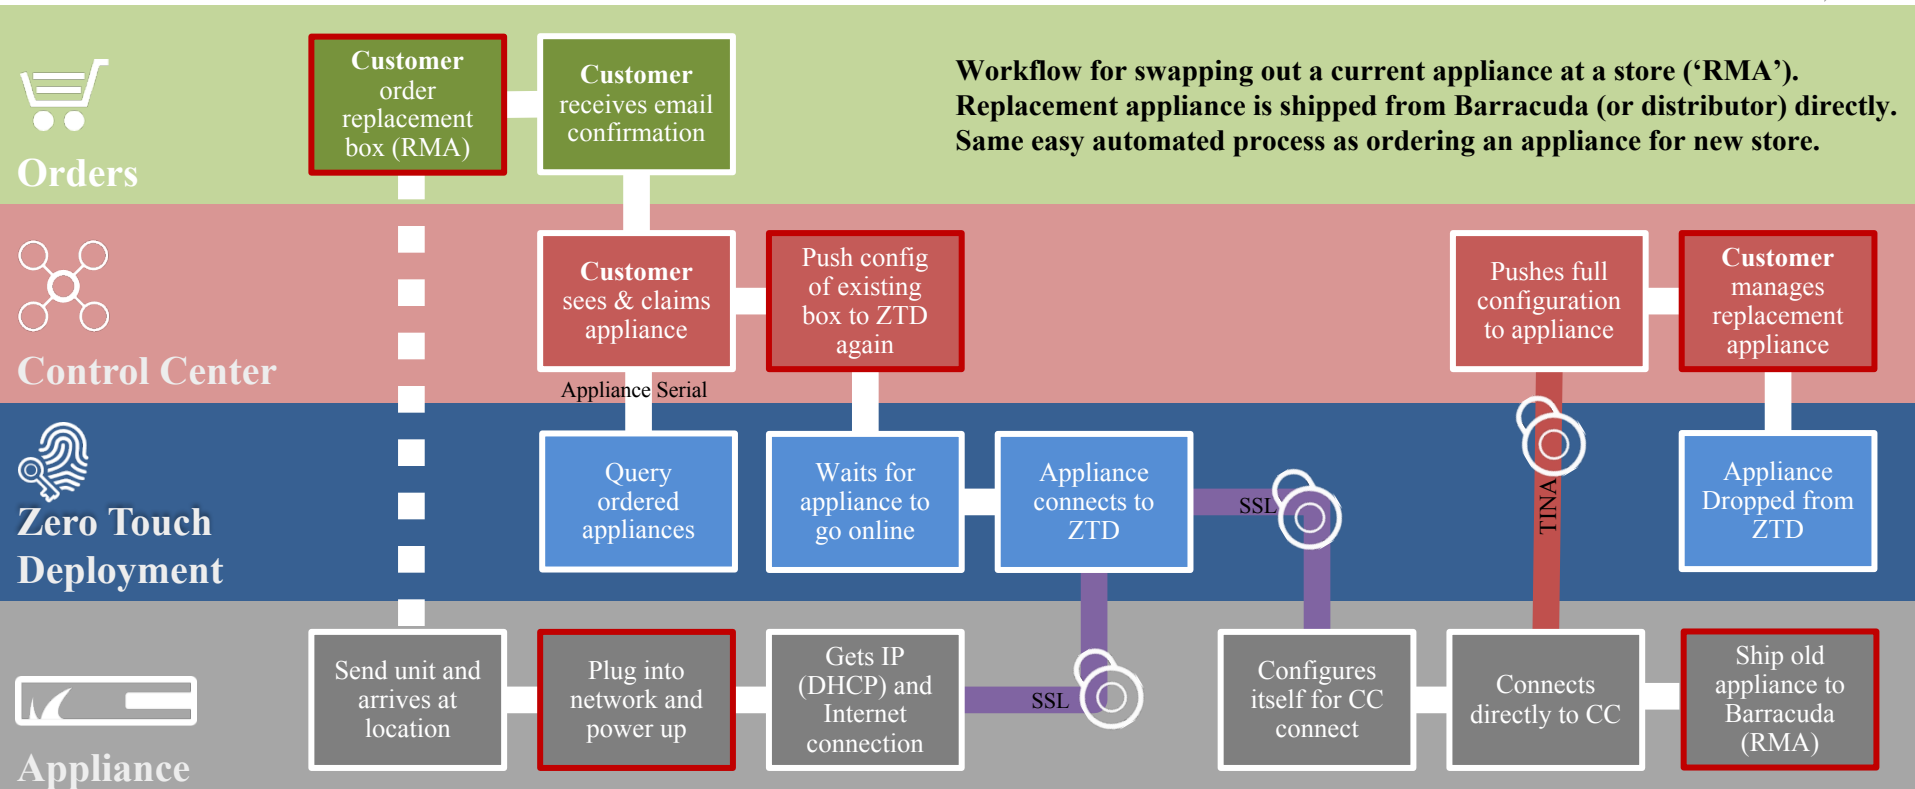 Customer
order
replacement
box (RMA)
Customer
receives email
confirmation
Workflow for swapping out a current appliance at a store (‘RMA’).
Replacement appliance is shipped from Barracuda (or distributor) directly.
Same easy automated process as ordering an appliance for new store.
Orders
Customer
sees & claims
appliance
Push config
of existing
box to ZTD
again
Pushes full
configuration
to appliance
Customer
manages
replacement
appliance
Control Center
Appliance Serial
Query
ordered
appliances
Waits for
appliance to
go online
Appliance
connects to
ZTD
SSL
TINA
Appliance
Dropped from
ZTD
Zero Touch
Deployment
Send unit and
arrives at
location
Plug into
network and
power up
Gets IP
(DHCP) and
Internet
connection
SSL
Configures
itself for CC
connect
Connects
directly to CC
Ship old
appliance to
Barracuda
(RMA)
Appliance